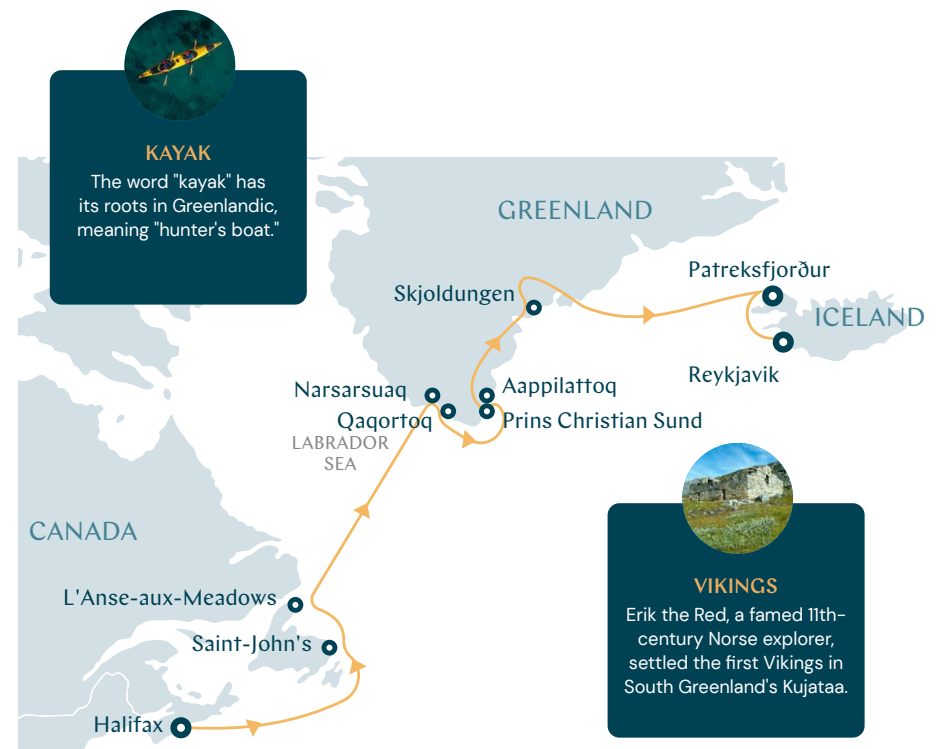 KAYAK
The word "kayak" has
its roots in Greenlandic,
meaning "hunter's boat."
GREENLAND
Patreksfjorður
Skjoldungen
ICELAND
Reykjavik
Narsarsuaq
Aappilattoq
Qaqortoq
Prins Christian Sund
LABRADOR
SEA
CANADA
L'Anse-aux-Meadows
Saint-John's
Halifax
VIKINGS
Erik the Red, a famed 11th-
century Norse explorer,
settled the first Vikings in
South Greenland's Kujataa.